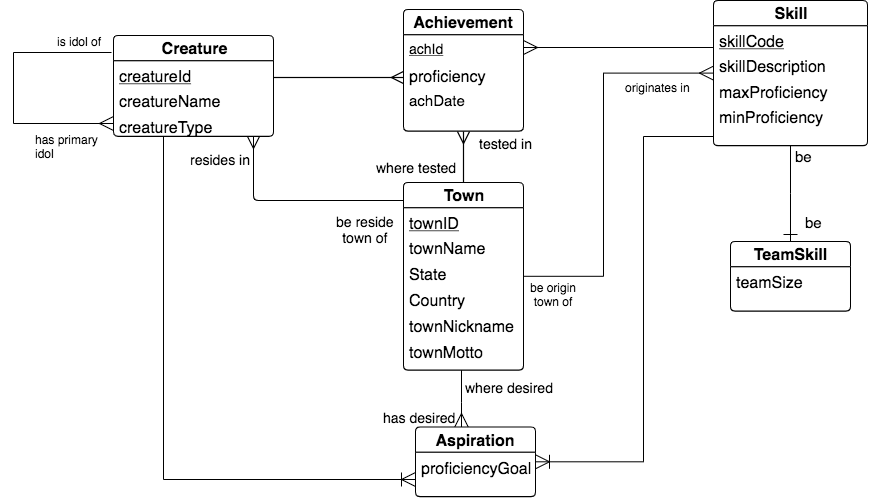 is idol of
has primary
idol
Creature
creatureId
creatureName
creatureType
resides in
Achievement
achId
proficiency
achDate
tested in
where tested
Skill
skillCode
skillDescription
maxProficiency
minProficiency
originates in
be
be
TeamSkill
teamSize
be reside
town of
Town
townID
townName
State
Country
townNickname
townMotto
be origin
town of
where desired
has desired
Aspiration
proficiencyGoal